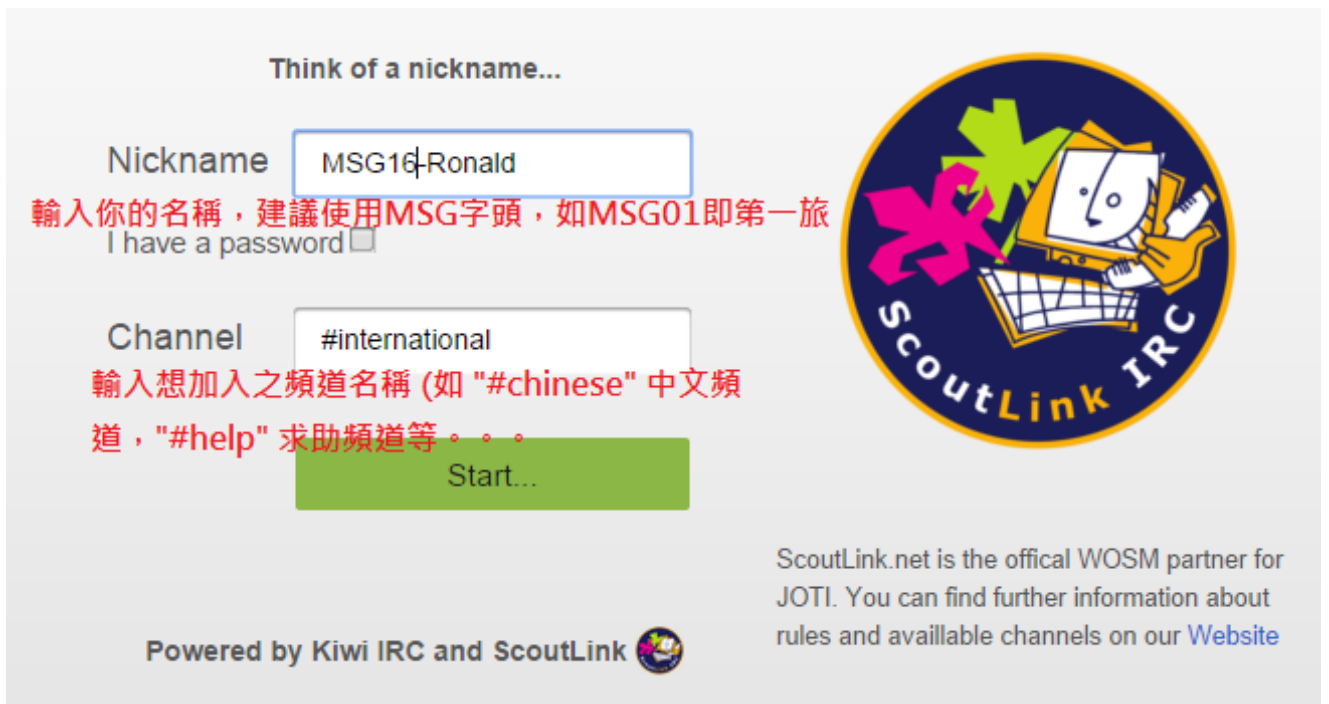 Think of a nickname...
Nickname
MSG16-Ronald
輸入你的名稱，建議使用MSG字頭，如MSG01即第一旅
I have a password
Channel
#international
輸入想加入之頻道名稱 (如 "#chinese" 中文頻
道，"#help" 求助頻道等。。。
Start...
Powered by Kiwi IRC and ScoutLink
ScoutLink IRC
ScoutLink.net is the offical WOSM partner for
JOTI. You can find further information about
rules and availlable channels on our Website